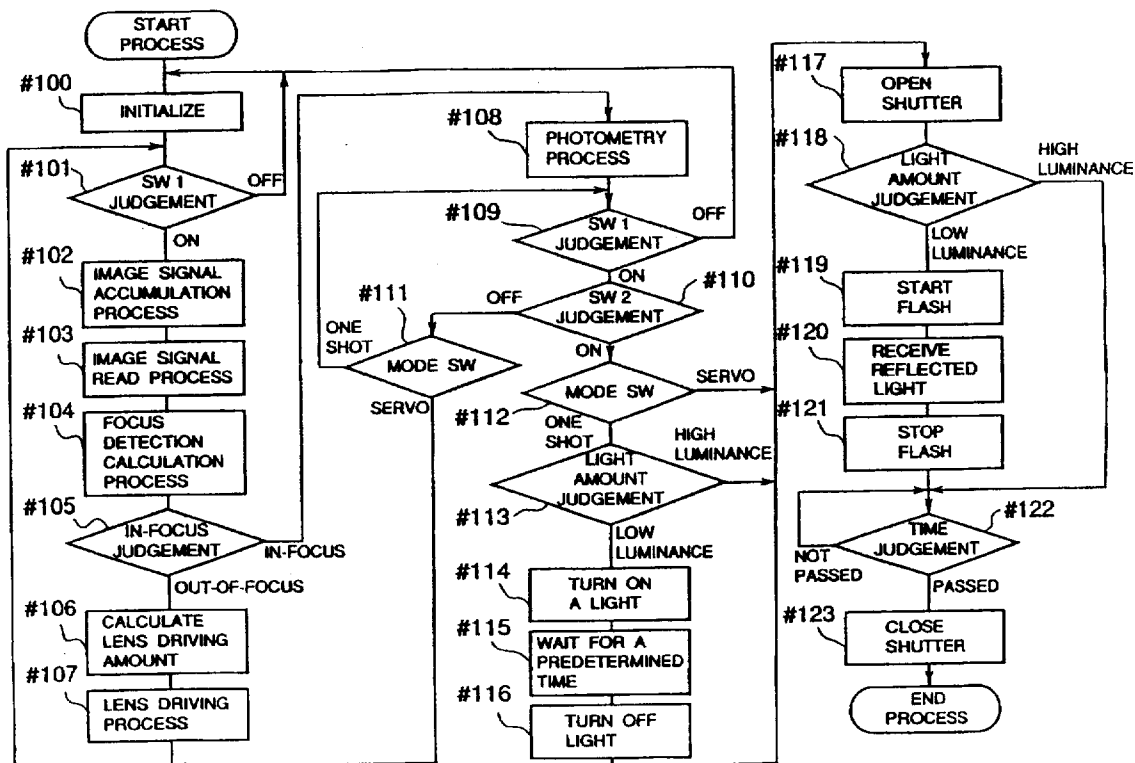 START
PROCESS
#100
INITIALIZE
#101
SW 1
JUDGEMENT
OFF
ON
#102
IMAGE SIGNAL
ACCUMULATION
PROCESS
#103
IMAGE SIGNAL
READ PROCESS
#104
FOCUS
DETECTION
CALCULATION
PROCESS
#105
IN-FOCUS
JUDGEMENT
IN-FOCUS
OUT-OF-FOCUS
#106
CALCULATE
LENS DRIVING
AMOUNT
#107
LENS DRIVING
PROCESS
#108
PHOTOMETRY
PROCESS
#109
SW 1
JUDGEMENT
OFF
ON
#110
SW 2
JUDGEMENT
OFF
ON
#111
MODE SW
ONE
SHOT
SERVO
#112
MODE SW
SERVO
ONE
SHOT
#113
LIGHT
AMOUNT
JUDGEMENT
HIGH
LUMINANCE
LOW
LUMINANCE
#114
TURN ON
A LIGHT
#115
WAIT FOR A
PREDETERMINED
TIME
#116
TURN OFF
LIGHT
#117
OPEN
SHUTTER
#118
LIGHT
AMOUNT
JUDGEMENT
HIGH
LUMINANCE
LOW
LUMINANCE
#119
START
FLASH
#120
RECEIVE
REFLECTED
LIGHT
#121
STOP
FLASH
#122
TIME
JUDGEMENT
NOT
PASSED
PASSED
#123
CLOSE
SHUTTER
END
PROCESS